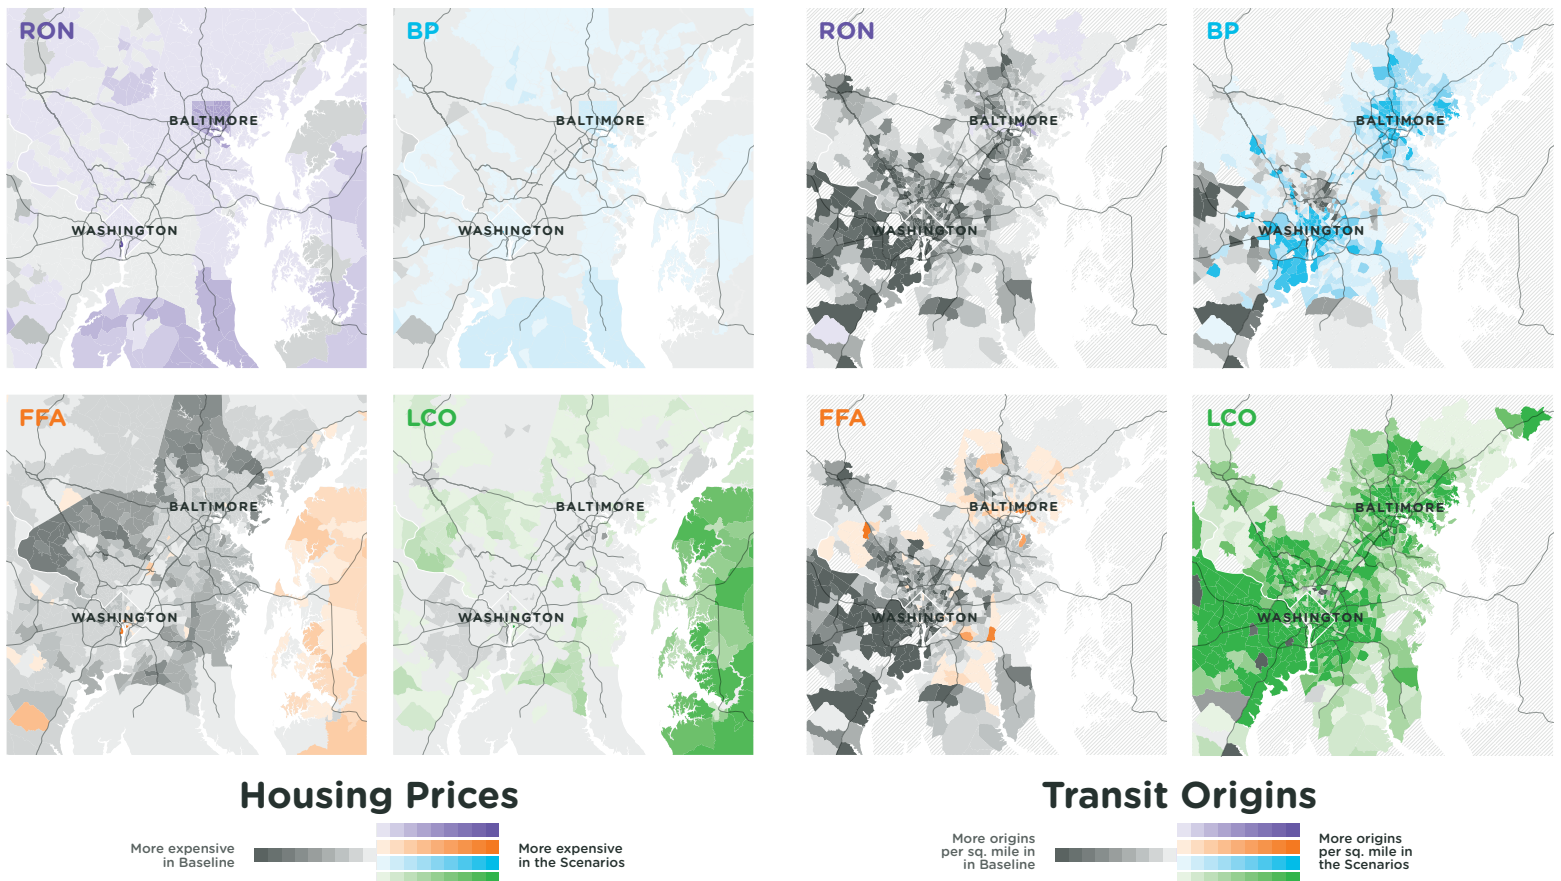 RON
BALTIMORE
WASHINGTON
BP
BALTIMORE
WASHINGTON
RON
BALTIMORE
WASHINGTON
BP
BALTIMORE
WASHINGTON
FFA
BALTIMORE
WASHINGTON
LCO
BALTIMORE
WASHINGTON
FFA
BALTIMORE
WASHINGTON
LCO
BALTIMORE
WASHINGTON
Housing Prices
More expensive
in Baseline
More expensive
in the Scenarios
Transit Origins
More origins
per sq. mile in
in Baseline
More origins
per sq. mile in
the Scenarios